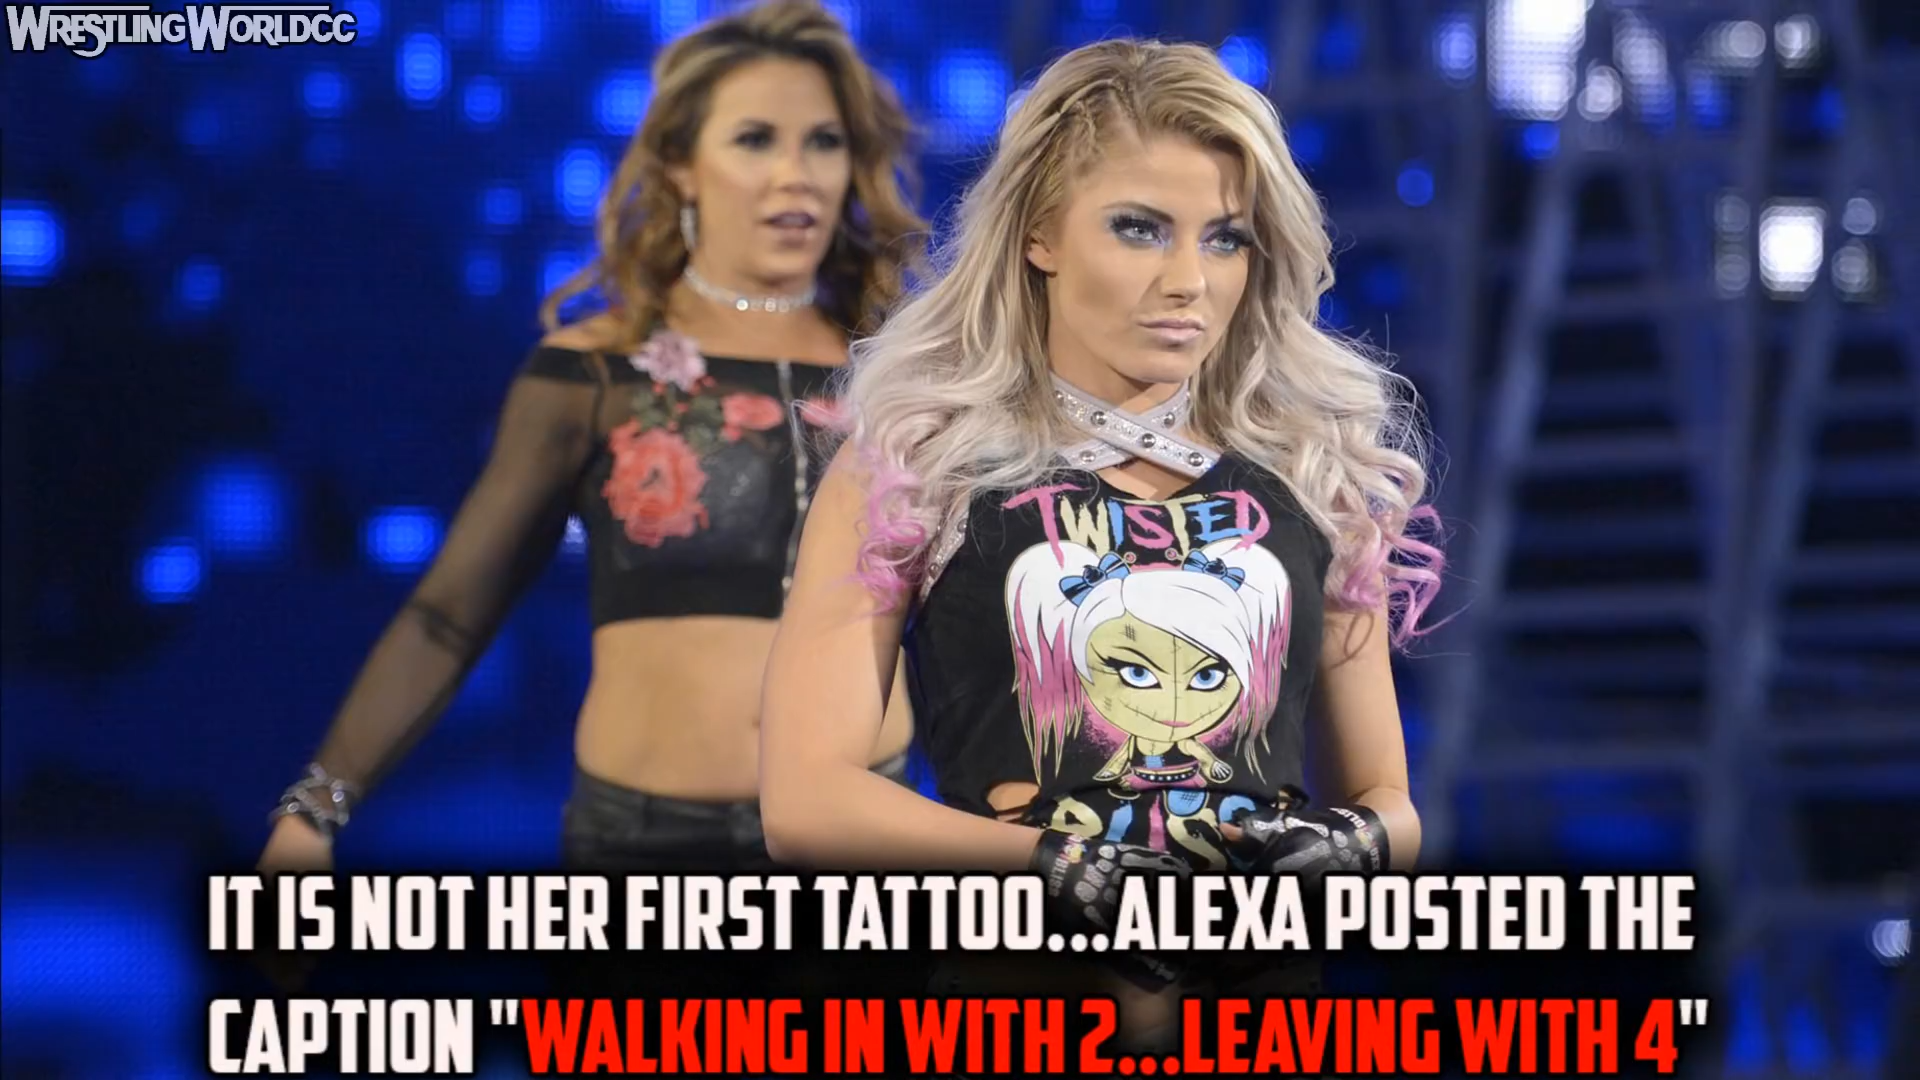 WRESTLINGWORLDCC
TWISTED
BLISS
IT IS NOT HER FIRST TATTOO...ALEXA POSTED THE
CAPTION "WALKING IN WITH 2...LEAVING WITH 4"